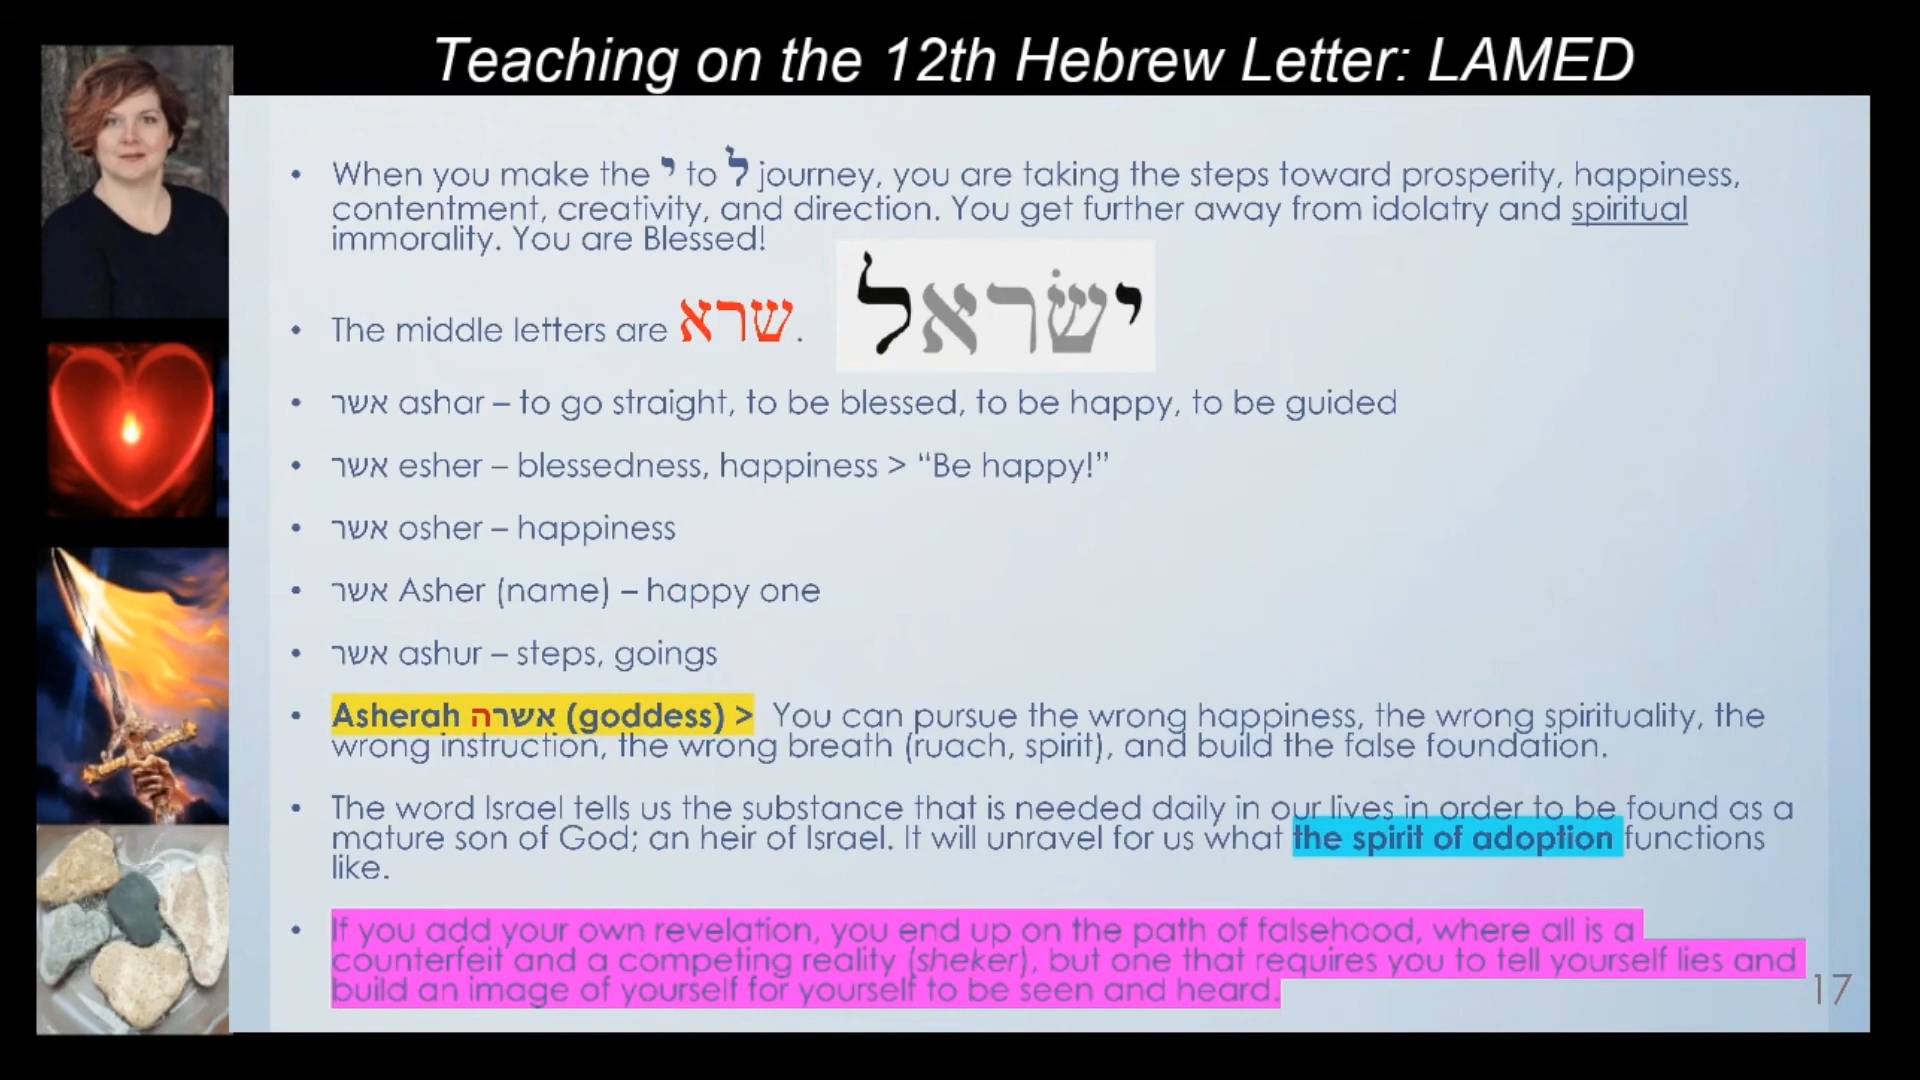 Teaching on the 12th Hebrew Letter: LAMED
• When you make the י to ל journey, you are taking the steps toward prosperity, happiness,
contentment, creativity, and direction. You get further away from idolatry and spiritual
immorality. You are Blessed!
• The middle letters are שרא.
ישׂראל
• אשר ashar – to go straight, to be blessed, to be happy, to be guided
• אשר esher – blessedness, happiness > “Be happy!”
• אשר osher – happiness
• אשר Asher (name) – happy one
• אשר ashur – steps, goings
• Asherah אשרה (goddess) > You can pursue the wrong happiness, the wrong spirituality, the
wrong instruction, the wrong breath (ruach, spirit), and build the false foundation.
• The word Israel tells us the substance that is needed daily in our lives in order to be found as a
mature son of God; an heir of Israel. It will unravel for us what the spirit of adoption functions
like.
• If you add your own revelation, you end up on the path of falsehood, where all is a
counterfeit and a competing reality (sheker), but one that requires you to tell yourself lies and
build an image of yourself for yourself to be seen and heard.
17